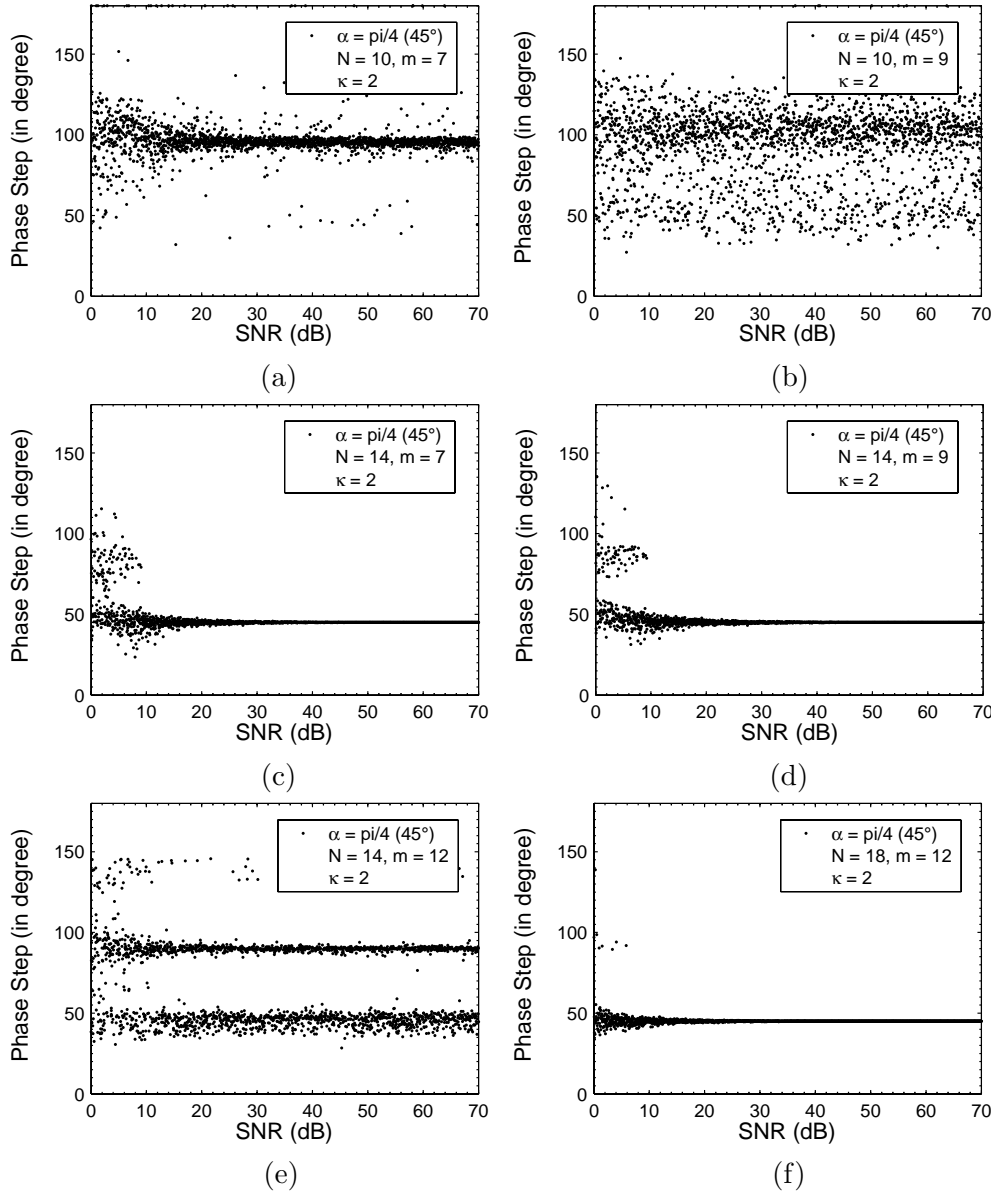 150
100
50
0
Phase Step (in degree)
α = pi/4 (45°)
N = 10, m = 7
κ = 2
0 10 20 30 40 50 60 70
SNR (dB)
(a)
150
100
50
0
Phase Step (in degree)
α = pi/4 (45°)
N = 10, m = 9
κ = 2
0 10 20 30 40 50 60 70
SNR (dB)
(b)
150
100
50
0
Phase Step (in degree)
α = pi/4 (45°)
N = 14, m = 7
κ = 2
0 10 20 30 40 50 60 70
SNR (dB)
(c)
150
100
50
0
Phase Step (in degree)
α = pi/4 (45°)
N = 14, m = 9
κ = 2
0 10 20 30 40 50 60 70
SNR (dB)
(d)
150
100
50
0
Phase Step (in degree)
α = pi/4 (45°)
N = 14, m = 12
κ = 2
0 10 20 30 40 50 60 70
SNR (dB)
(e)
150
100
50
0
Phase Step (in degree)
α = pi/4 (45°)
N = 18, m = 12
κ = 2
0 10 20 30 40 50 60 70
SNR (dB)
(f)